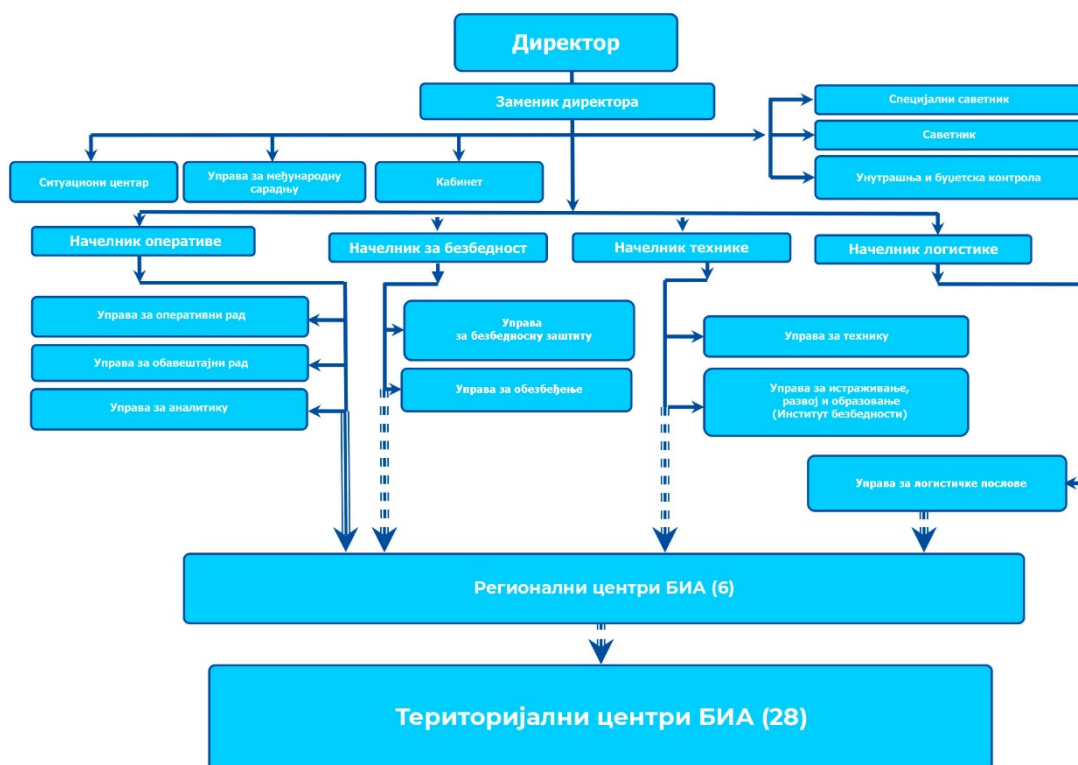 Директор
Заменик директора
Специјални саветник
Саветник
Унутрашња и буџетска контрола
Ситуациони центар
Управа за међународну
сарадњу
Кабинет
Начелник оперативе
Начелник за безбедност
Начелник технике
Начелник логистике
Управа за оперативни рад
Управа за обавештајни рад
Управа за аналитику
Управа
за безбедносну заштиту
Управа за обезбеђење
Управа за технику
Управа за истраживање,
развој и образовање
(Институт безбедности)
Управа за логистичке послове
Регионални центри БИА (6)
Територијални центри БИА (28)